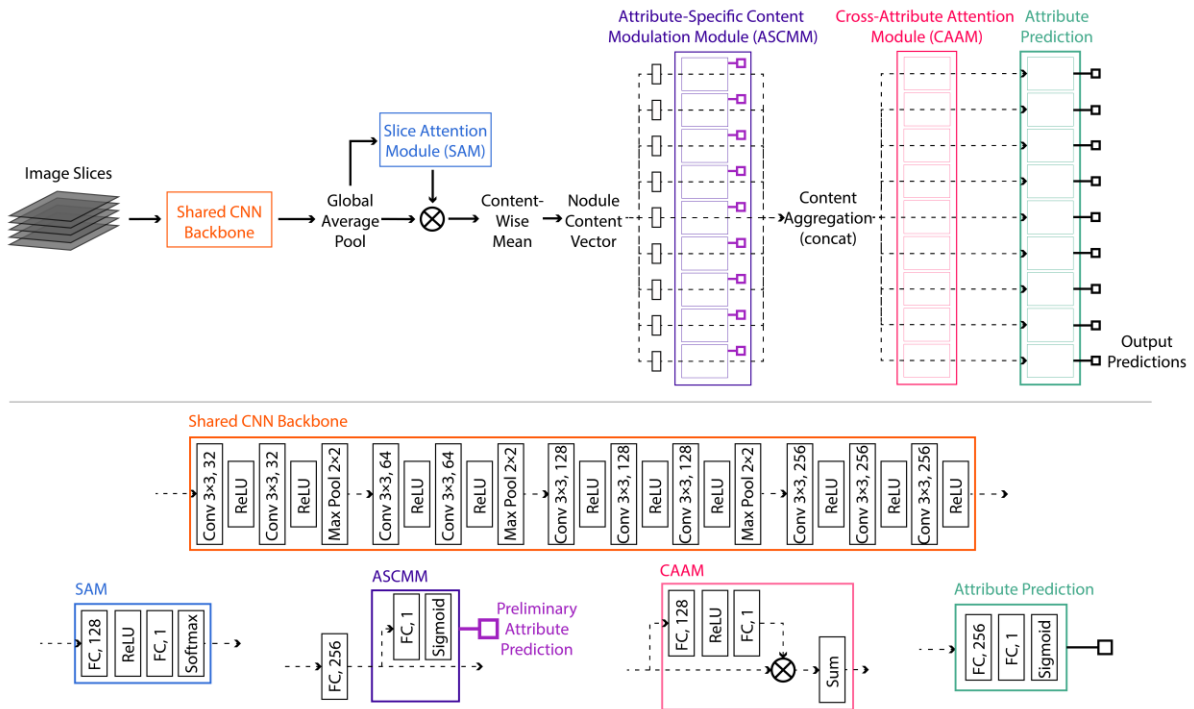 Attribute-Specific Content
Modulation Module (ASCMM)
Cross-Attribute Attention
Module (CAAM)
Attribute
Prediction
Slice Attention
Module (SAM)
Image Slices
Shared CNN
Backbone
Global
Average
Pool
Content-
Wise
Mean
Nodule
Content
Vector
Content
Aggregation
(concat)
Output
Predictions
Shared CNN Backbone
Conv 3×3, 32
ReLU
Conv 3×3, 32
ReLU
Max Pool 2×2
Conv 3×3, 64
ReLU
Conv 3×3, 64
ReLU
Max Pool 2×2
Conv 3×3, 128
ReLU
Conv 3×3, 128
ReLU
Conv 3×3, 128
ReLU
Max Pool 2×2
Conv 3×3, 256
ReLU
Conv 3×3, 256
ReLU
Conv 3×3, 256
ReLU
SAM
FC, 128
ReLU
FC, 1
Softmax
ASCMM
FC, 256
FC, 1
Sigmoid
Preliminary
Attribute
Prediction
CAAM
FC, 128
ReLU
FC, 1
Sum
Attribute Prediction
FC, 256
FC, 1
Sigmoid